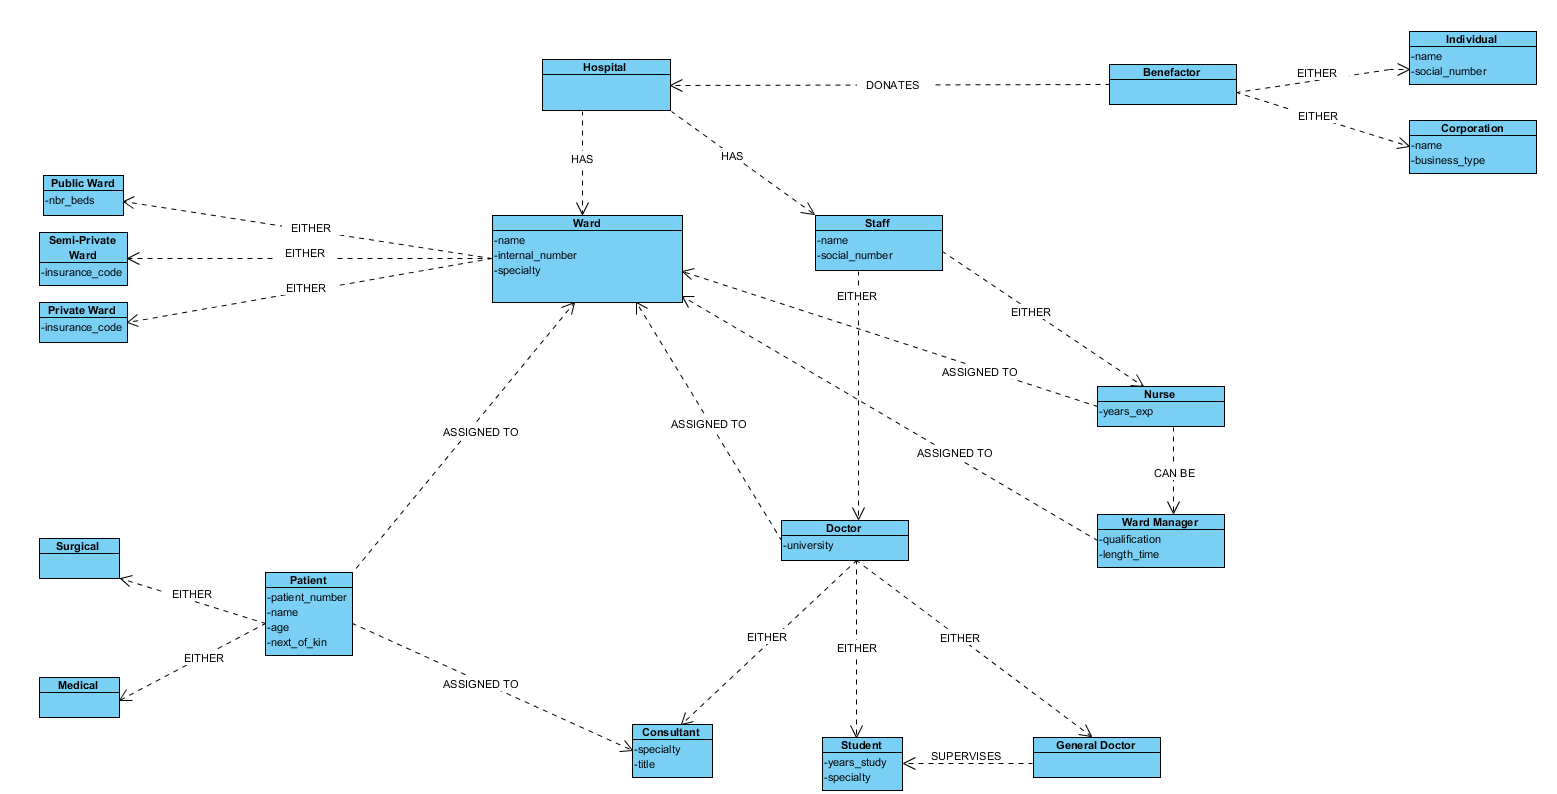 Individual
-name
-social_number
Hospital
Benefactor
EITHER
DONATES
EITHER
Corporation
-name
-business_type
HAS
HAS
Public Ward
-nbr_beds
EITHER
Semi-Private
Ward
-insurance_code
EITHER
Private Ward
-insurance_code
EITHER
Ward
-name
-internal_number
-specialty
Staff
-name
-social_number
EITHER
EITHER
ASSIGNED TO
Nurse
-years_exp
ASSIGNED TO
ASSIGNED TO
ASSIGNED TO
CAN BE
Doctor
-university
Ward Manager
-qualification
-length_time
Surgical
EITHER
Patient
-patient_number
-name
-age
-next_of_kin
EITHER
Medical
ASSIGNED TO
EITHER
EITHER
EITHER
Consultant
-specialty
-title
Student
-years_study
-specialty
SUPERVISES
General Doctor